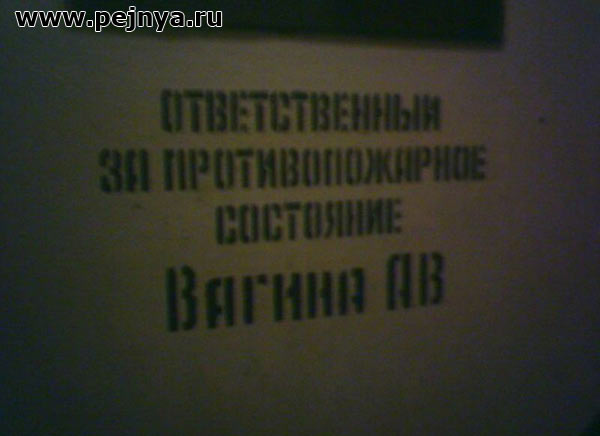 www.pejnya.ru
ОТВЕТСТВЕННЫЙ
ЗА ПРОТИВОПОЖАРНОЕ
СОСТОЯНИЕ
Вагина АВ